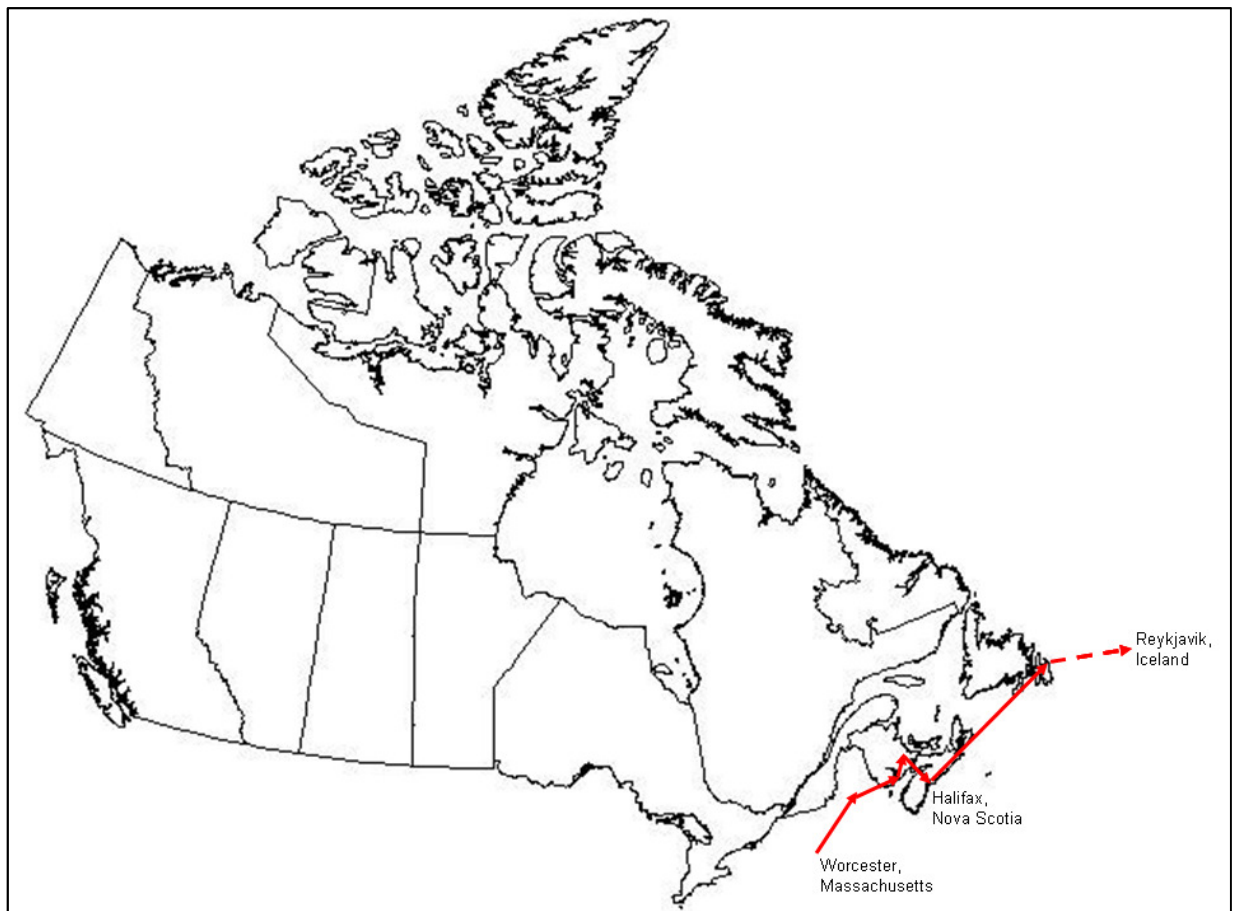 Reykjavik,
Iceland
Halifax,
Nova Scotia
Worcester,
Massachusetts